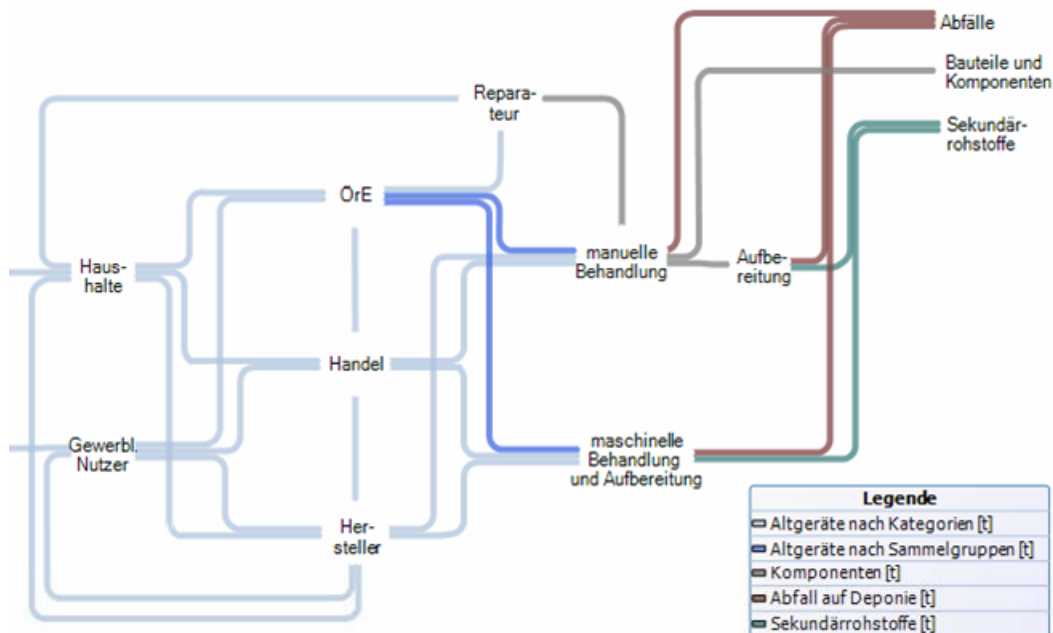 Abfälle
Bauteile und
Komponenten
Repara-
teur
Sekundär-
rohstoffe
ÖrE
Haus-
halte
manuelle
Behandlung
Aufbe-
reitung
Handel
Gewerbl.
Nutzer
maschinelle
Behandlung
und Aufbereitung
Her-
steller
Legende
Altgeräte nach Kategorien [t]
Altgeräte nach Sammelgruppen [t]
Komponenten [t]
Abfall auf Deponie [t]
Sekundärrohstoffe [t]